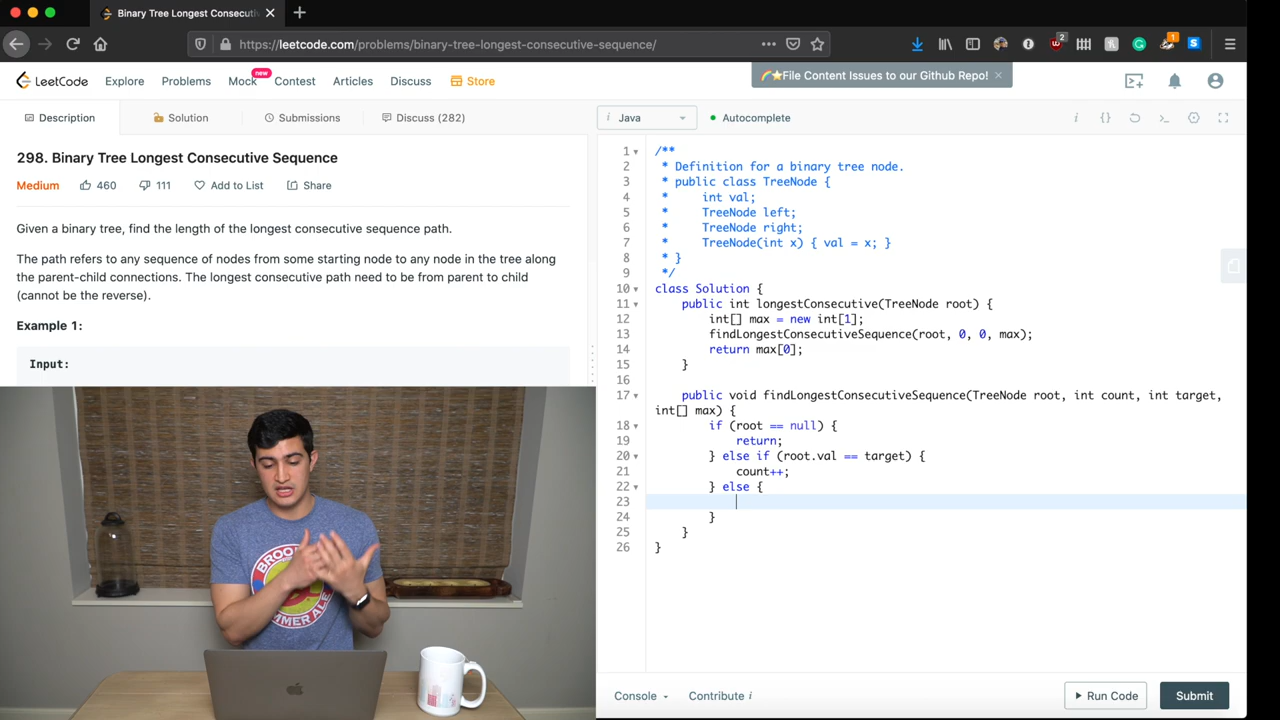 Binary Tree Longest Consecuti
https://leetcode.com/problems/binary-tree-longest-consecutive-sequence/
2
1
LeetCode
Explore
Problems
Mock
new
Contest
Articles
Discuss
Store
🌈⭐File Content Issues to our Github Repo! ×
Description
Solution
Submissions
Discuss (282)
298. Binary Tree Longest Consecutive Sequence
Medium
460
111
Add to List
Share
Given a binary tree, find the length of the longest consecutive sequence path.
The path refers to any sequence of nodes from some starting node to any node in the tree along
the parent-child connections. The longest consecutive path need to be from parent to child
(cannot be the reverse).
Example 1:
Input:
i Java
Autocomplete
i {}
1 /**
2 * Definition for a binary tree node.
3 * public class TreeNode {
4 * int val;
5 * TreeNode left;
6 * TreeNode right;
7 * TreeNode(int x) { val = x; }
8 * }
9 */
10 class Solution {
11 public int longestConsecutive(TreeNode root) {
12 int[] max = new int[1];
13 findLongestConsecutiveSequence(root, 0, 0, max);
14 return max[0];
15 }
16
17 public void findLongestConsecutiveSequence(TreeNode root, int count, int target,
int[] max) {
18 if (root == null) {
19 return;
20 } else if (root.val == target) {
21 count++;
22 } else {
23
24 }
25 }
26 }
Console
Contribute i
Run Code
Submit